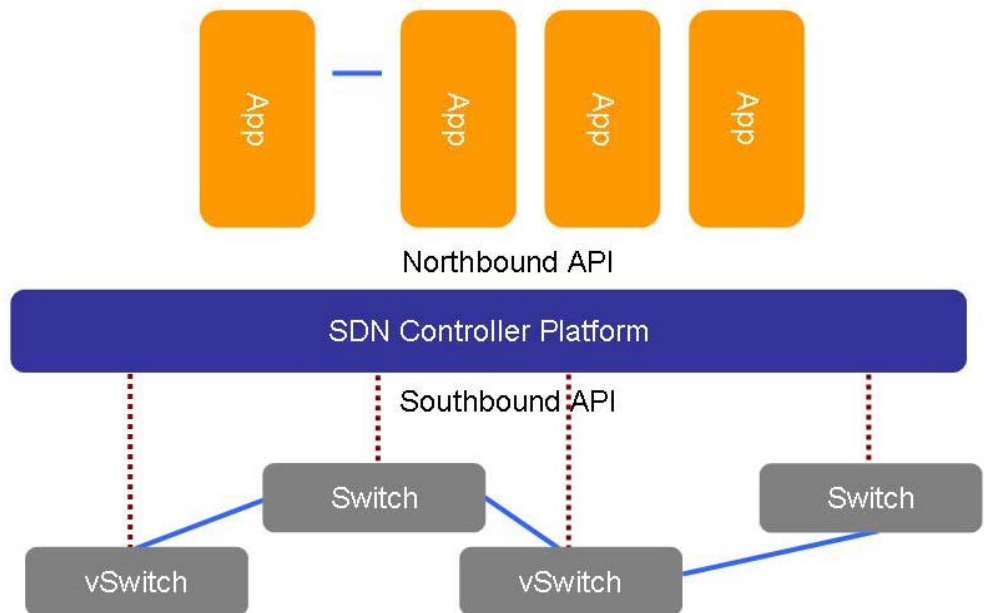 App
App
App
App
Northbound API
SDN Controller Platform
Southbound API
Switch
Switch
vSwitch
vSwitch